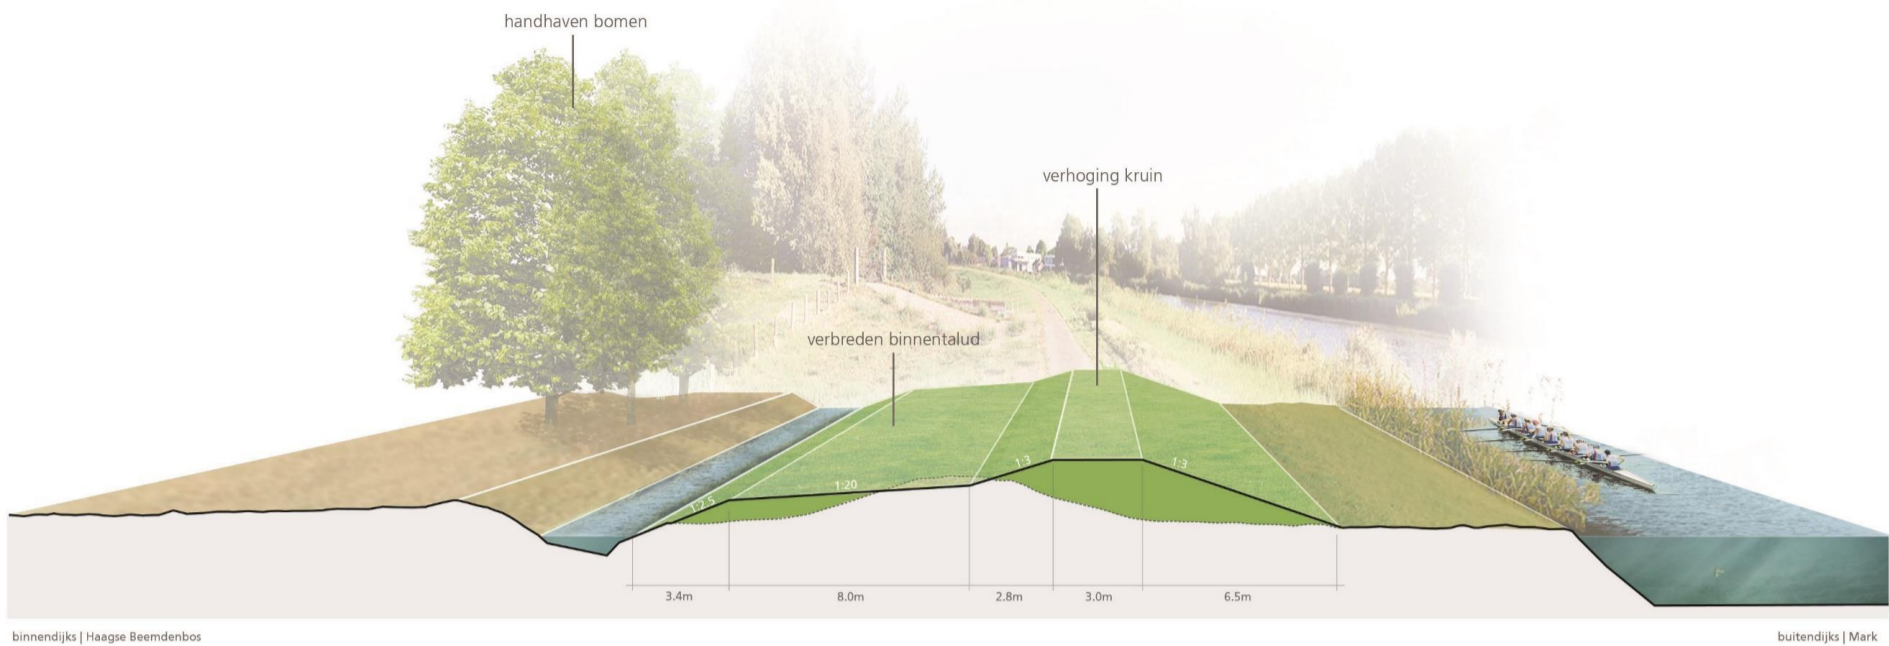 handhaven bomen
verhoging kruin
verbreden binnentalud
1:2.5
1:20
1:3
1:3
3.4m
8.0m
2.8m
3.0m
6.5m
binnendijks | Haagse Beemdenbos
buitendijks | Mark